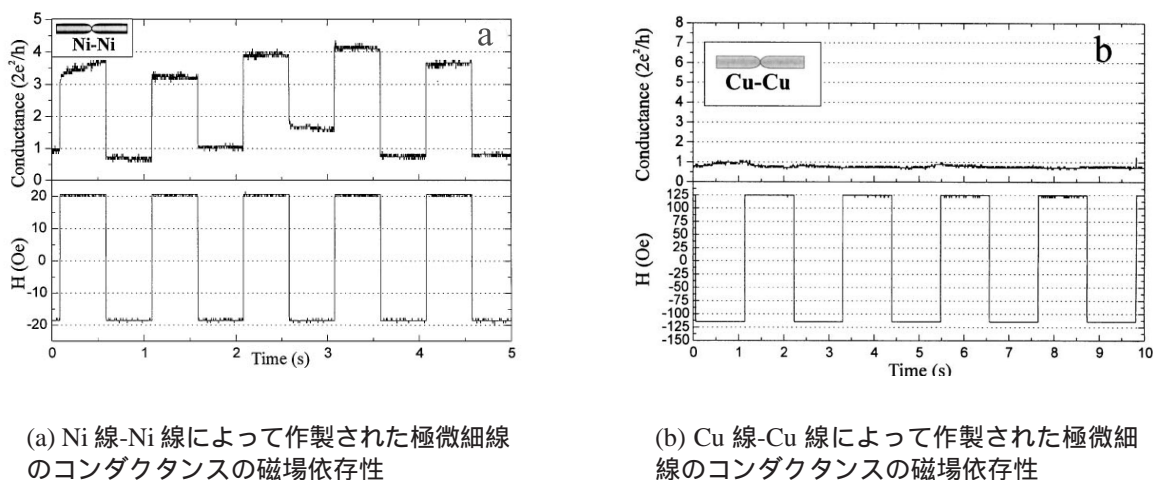 5
4
3
2
1
0
Conductance (2e²/h)
Ni-Ni
a
20
10
0
-10
-20
H (Oe)
0 1 2 3 4 5
Time (s)
8
7
6
5
4
3
2
1
0
Conductance (2e²/h)
Cu-Cu
b
125
100
75
50
25
0
-25
-50
-75
-100
-125
-150
H (Oe)
0 1 2 3 4 5 6 7 8 9 10
Time (s)
(a) Ni 線-Ni 線によって作製された極微細線
のコンダクタンスの磁場依存性
(b) Cu 線-Cu 線によって作製された極微細
線のコンダクタンスの磁場依存性